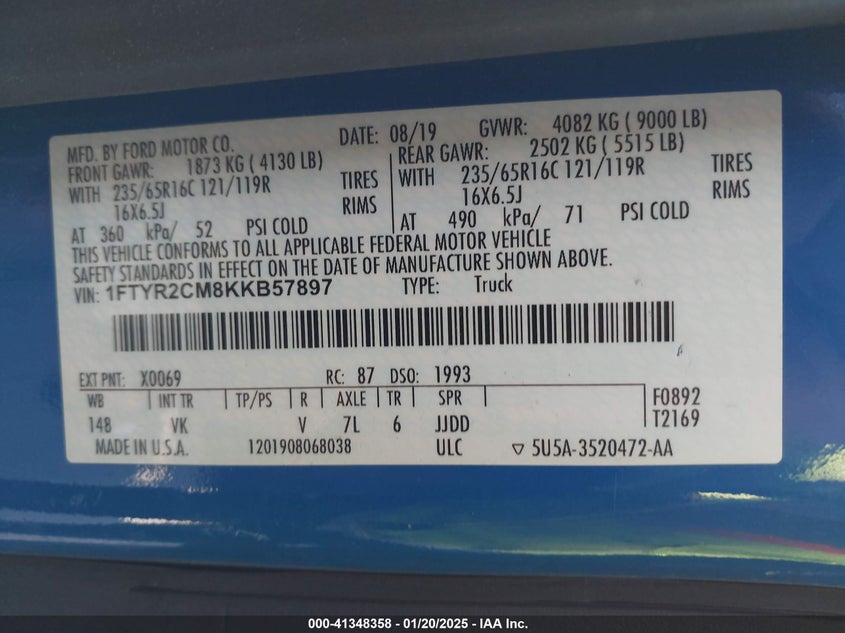 MFD. BY FORD MOTOR CO. DATE: 08/19 GVWR: 4082 KG ( 9000 LB)
FRONT GAWR: 1873 KG ( 4130 LB) REAR GAWR: 2502 KG ( 5515 LB)
WITH 235/65R16C 121/119R TIRES WITH 235/65R16C 121/119R TIRES
16X6.5J RIMS 16X6.5J RIMS
AT 360 kPa/ 52 PSI COLD AT 490 kPa/ 71 PSI COLD
THIS VEHICLE CONFORMS TO ALL APPLICABLE FEDERAL MOTOR VEHICLE
SAFETY STANDARDS IN EFFECT ON THE DATE OF MANUFACTURE SHOWN ABOVE.
VIN: 1FTYR2CM8KKB57897 TYPE: Truck
EXT PNT: X0069 RC: 87 DSO: 1993
WB INT TR TP/PS R AXLE TR SPR F0892
148 VK V 7L 6 JJDD T2169
MADE IN U.S.A. 1201908068038 ULC ▽ 5U5A-3520472-AA
000-41348358 - 01/20/2025 - IAA Inc.